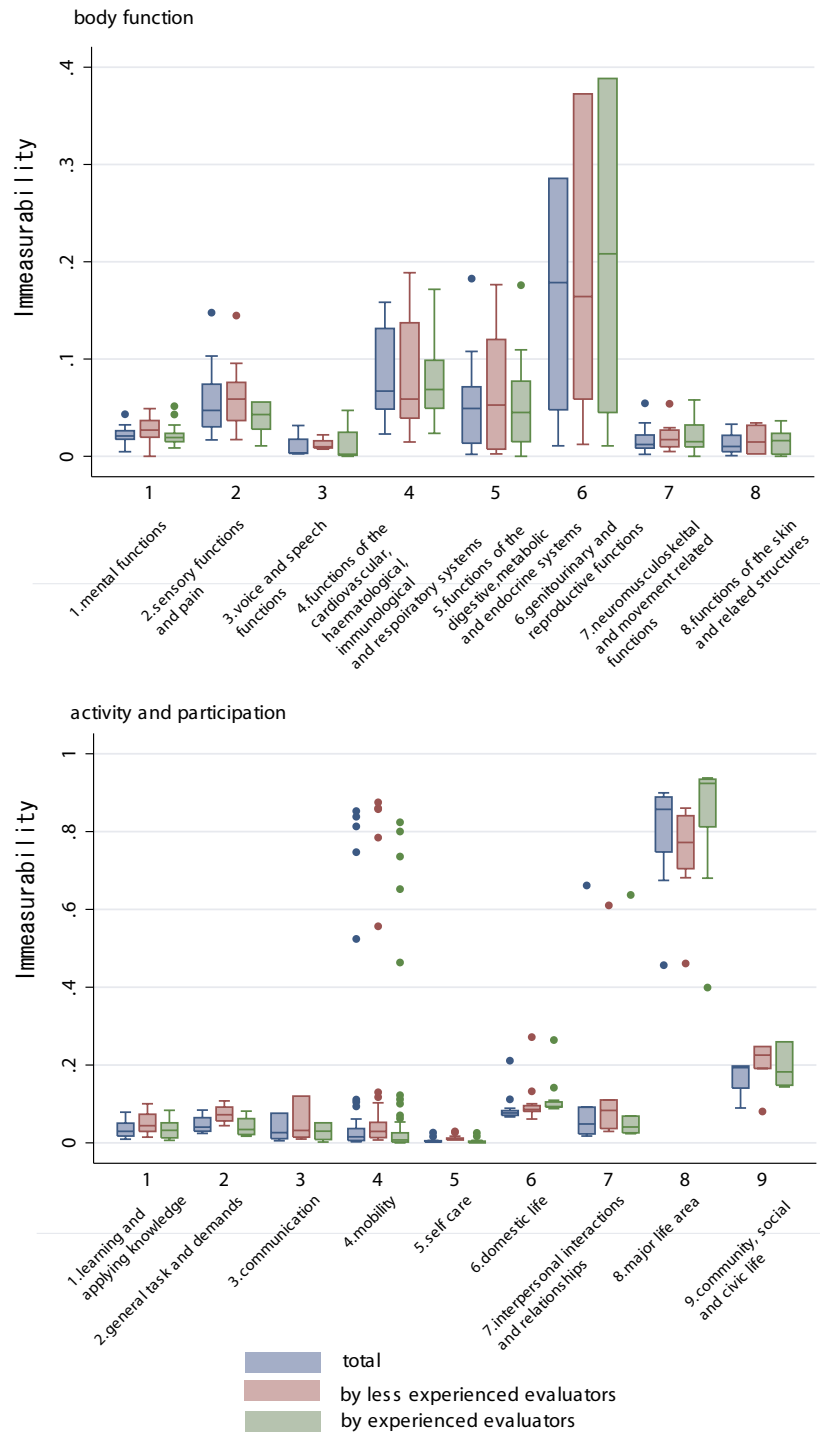 body function
Immeasurability
.4
.3
.2
.1
0
1 2 3 4 5 6 7 8
1.mental functions
2.sensory functions
and pain
3.voice and speech
functions
4.functions of the
cardiovascular,
haematological,
immunological
and respiratory systems
5.functions of the
digestive, metabolic
and endocrine systems
6.genitourinary and
reproductive functions
7.neuromusculoskeltal
and movement related
functions
8.functions of the skin
and related structures
activity and participation
Immeasurability
1
.8
.6
.4
.2
0
1 2 3 4 5 6 7 8 9
1.learning and
applying knowledge
2.general task and demands
3.communication
4.mobility
5.self care
6.domestic life
7.interpersonal interactions
and relationships
8.major life area
9.community, social
and civic life
total
by less experienced evaluators
by experienced evaluators